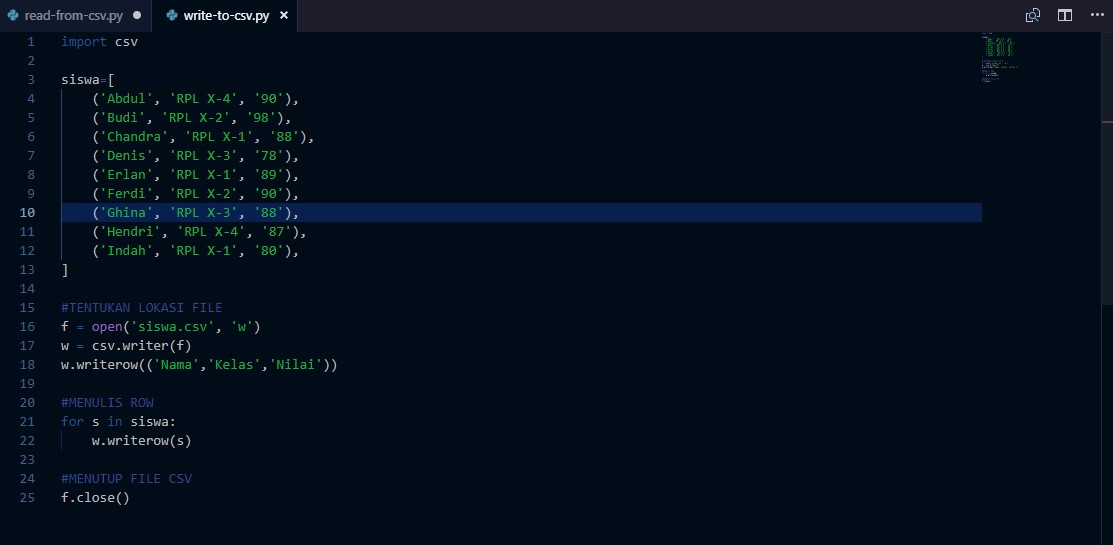 read-from-csv.py write-to-csv.py
1 import csv
2
3 siswa=[
4     ('Abdul', 'RPL X-4', '90'),
5     ('Budi', 'RPL X-2', '98'),
6     ('Chandra', 'RPL X-1', '88'),
7     ('Denis', 'RPL X-3', '78'),
8     ('Erlan', 'RPL X-1', '89'),
9     ('Ferdi', 'RPL X-2', '90'),
10     ('Ghina', 'RPL X-3', '88'),
11     ('Hendri', 'RPL X-4', '87'),
12     ('Indah', 'RPL X-1', '80'),
13 ]
14
15 #TENTUKAN LOKASI FILE
16 f = open('siswa.csv', 'w')
17 w = csv.writer(f)
18 w.writerow(('Nama','Kelas','Nilai'))
19
20 #MENULIS ROW
21 for s in siswa:
22     w.writerow(s)
23
24 #MENUTUP FILE CSV
25 f.close()